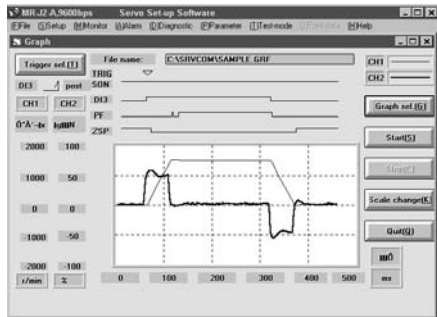 MR-J2-A,9600bps Servo Set-up Software
(F)File (G)Setup (M)Monitor (A)Alarm (D)Diagnostic (P)Parameter (T)Test-mode (H)Help
Graph
Trigger sel.(T)
DI3 post
CH1 CH2
2000 100
1000 50
0 0
-1000 -50
-2000 -100
r/min %
File name: C:\SRVCOM\SAMPLE.GRF
TRIG
SON
DI3
PF
ZSP
0 100 200 300 400 500
CH1
CH2
Graph sel.(G)
Start(S)
Scale change(K)
Quit(Q)
ms